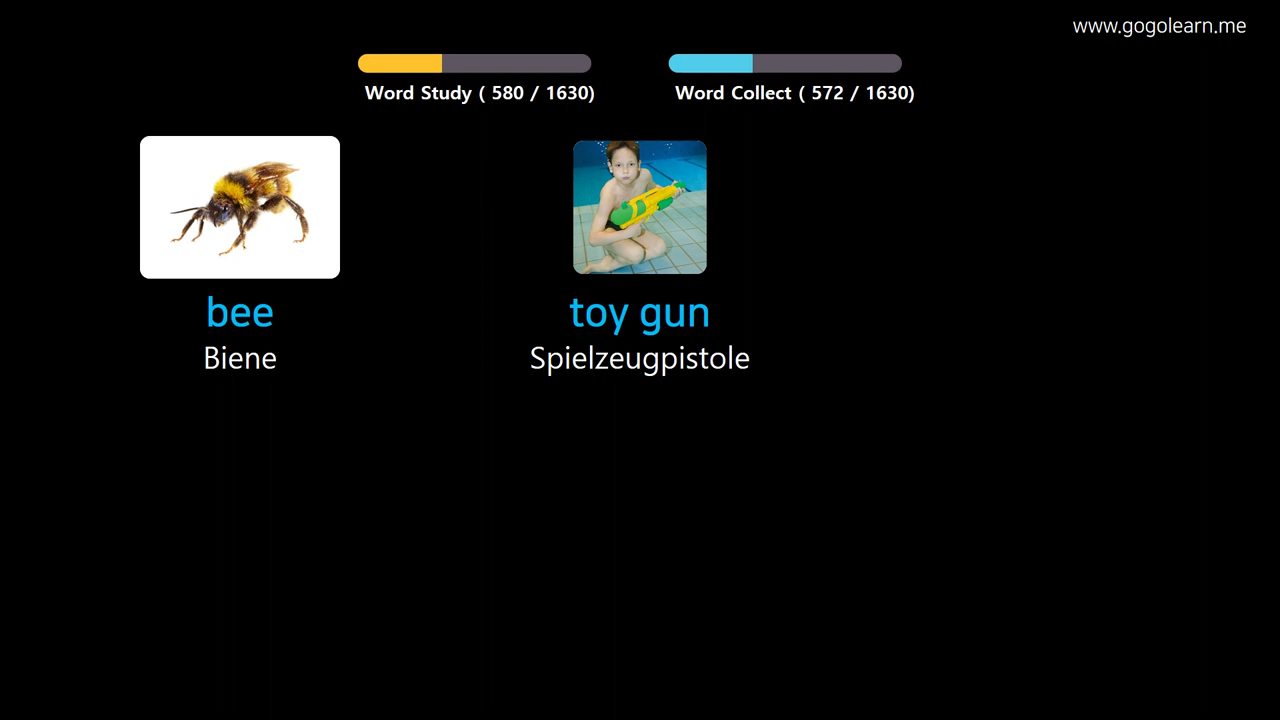 www.gogolearn.me
Word Study ( 580 / 1630)
Word Collect ( 572 / 1630)
bee
Biene
toy gun
Spielzeugpistole